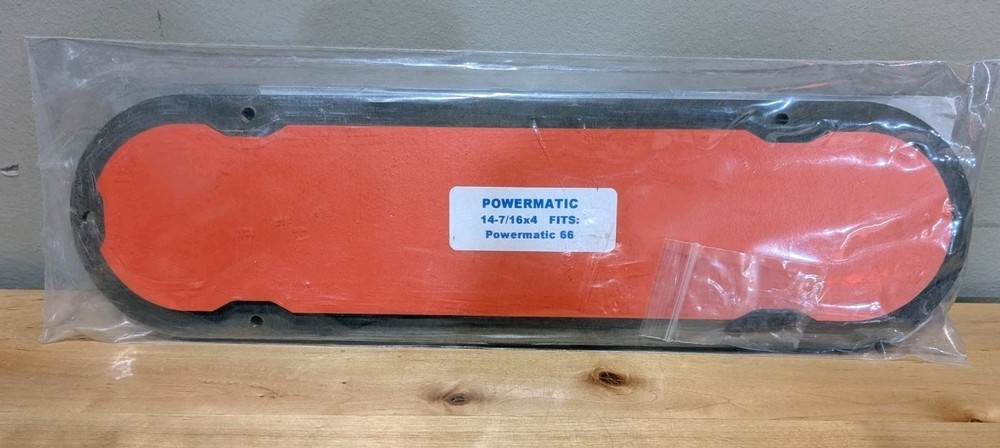 POWERMATIC
14-7/16x4 FITS:
Powermatic 66